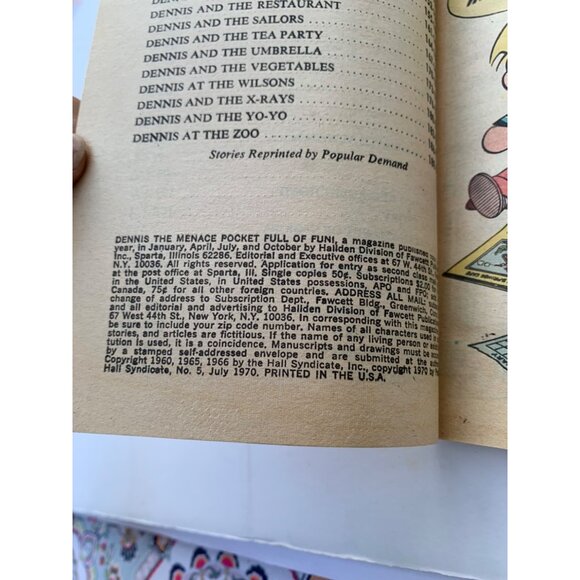 DENNIS AND THE RESTAURANT
DENNIS AND THE SAILORS
DENNIS AND THE TEA PARTY
DENNIS AND THE UMBRELLA
DENNIS AND THE VEGETABLES
DENNIS AT THE WILSONS
DENNIS AND THE X-RAYS
DENNIS AND THE YO-YO
DENNIS AT THE ZOO
Stories Reprinted by Popular Demand
DENNIS THE MENACE POCKET FULL OF FUN!, a magazine published
year, in January, April, July, and October by Hallden Division of Fawcett
Inc., Sparta, Illinois 62286. Editorial and Executive offices at 67 W. 44th
N.Y. 10036. All rights reserved. Application for entry as second class
at the post office at Sparta, Ill. Single copies 50¢. Subscriptions $2.00
in the United States, in United States possessions, APO and FPO;
Canada, 75¢ for all other foreign countries. ADDRESS ALL MAIL
change of address to Subscription Dept., Fawcett Bldg., Greenwich, Conn.
and all editorial and advertising to Hallden Division of Fawcett
67 West 44th St., New York, N.Y. 10036. In corresponding with this
be sure to include your zip code number. Names of all characters used in
stories, and articles are fictitious. If the name of any living person or
tution is used, it is a coincidence. Manuscripts and drawings must be
by a stamped self-addressed envelope and are submitted at the
Copyright 1960, 1965, 1966 by the Hall Syndicate, Inc., copyright 1970 by
Hall Syndicate, No. 5, July 1970. PRINTED IN THE U.S.A.